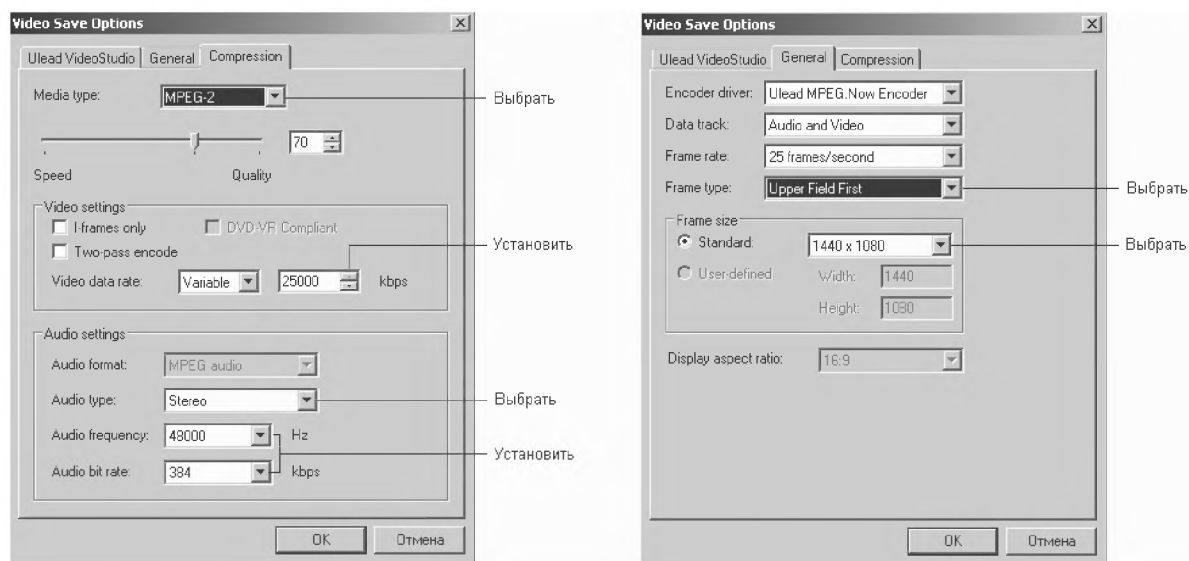 Video Save Options
Ulead VideoStudio General Compression
Media type: MPEG-2
Выбрать
70
Speed Quality
Video settings
I-frames only DVD-VR Compliant
Two-pass encode
Установить
Video data rate: Variable 25000 kbps
Audio settings
Audio format: MPEG audio
Audio type: Stereo
Выбрать
Audio frequency: 48000 Hz
Установить
Audio bit rate: 384 kbps
OK Отмена
Video Save Options
Ulead VideoStudio General Compression
Encoder driver: Ulead MPEG.Now Encoder
Data track: Audio and Video
Frame rate: 25 frames/second
Frame type: Upper Field First
Выбрать
Frame size
Standard: 1440 x 1080
Выбрать
User-defined Width: 1440
Height: 1080
Display aspect ratio: 16:9
OK Отмена